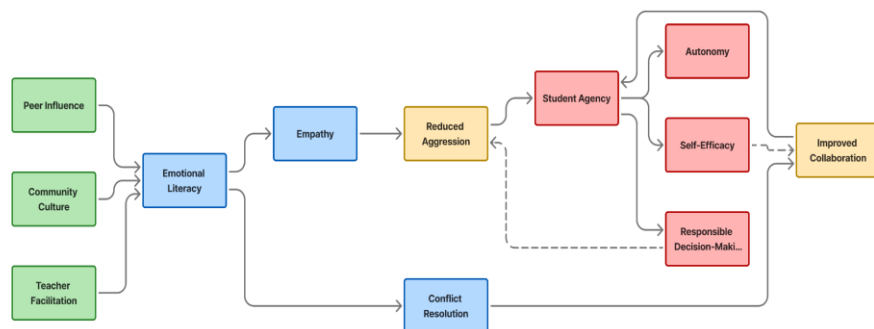 Peer Influence
Community
Culture
Teacher
Facilitation
Emotional
Literacy
Empathy
Reduced
Aggression
Conflict
Resolution
Student Agency
Autonomy
Self-Efficacy
Responsible
Decision-Maki...
Improved
Collaboration